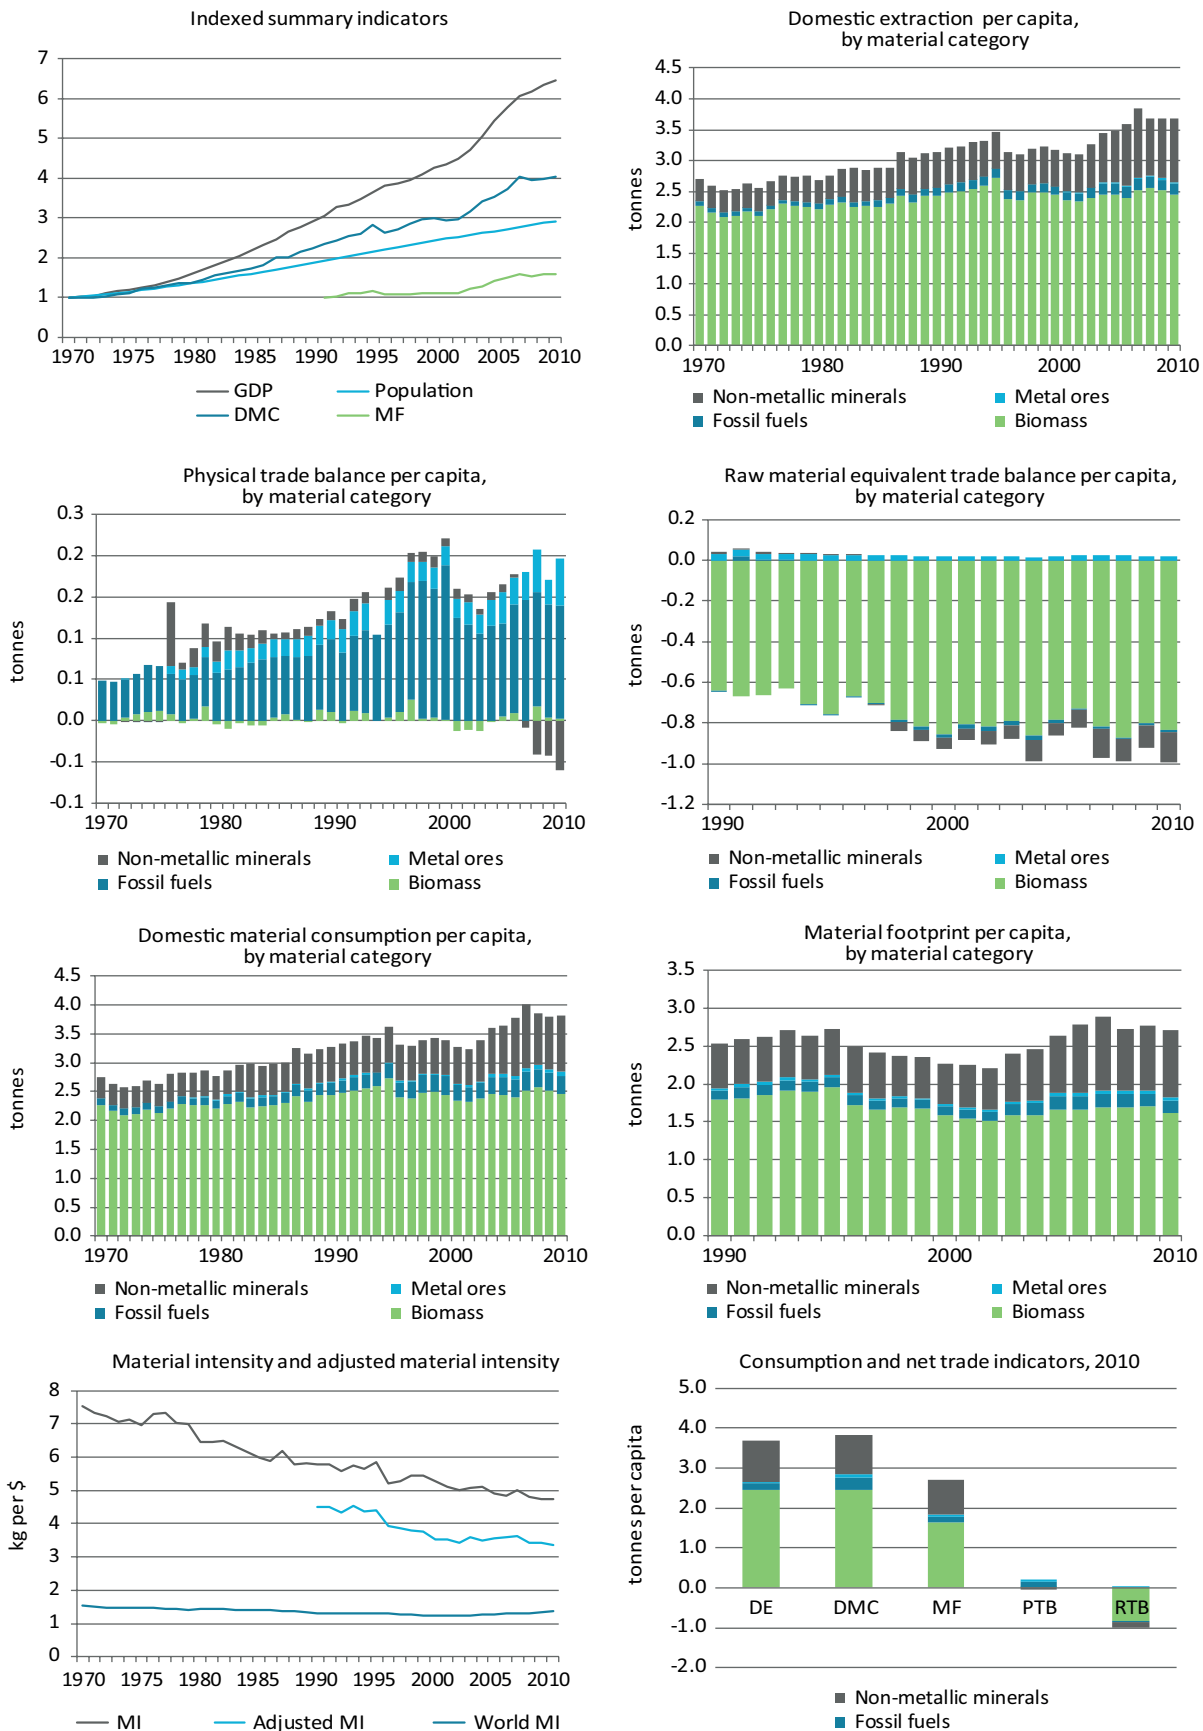 Indexed summary indicators
7
6
5
4
3
2
1
0
1970 1975 1980 1985 1990 1995 2000 2005 2010
GDP Population
DMC MF
Domestic extraction per capita,
by material category
tonnes
4.5
4.0
3.5
3.0
2.5
2.0
1.5
1.0
0.5
0.0
1970 1980 1990 2000 2010
Non-metallic minerals Metal ores
Fossil fuels Biomass
Physical trade balance per capita,
by material category
tonnes
0.3
0.2
0.2
0.1
0.1
0.0
-0.1
-0.1
1970 1980 1990 2000 2010
Non-metallic minerals Metal ores
Fossil fuels Biomass
Raw material equivalent trade balance per capita,
by material category
tonnes
0.2
0.0
-0.2
-0.4
-0.6
-0.8
-1.0
-1.2
1990 2000 2010
Non-metallic minerals Metal ores
Fossil fuels Biomass
Domestic material consumption per capita,
by material category
tonnes
4.5
4.0
3.5
3.0
2.5
2.0
1.5
1.0
0.5
0.0
1970 1980 1990 2000 2010
Non-metallic minerals Metal ores
Fossil fuels Biomass
Material footprint per capita,
by material category
tonnes
3.5
3.0
2.5
2.0
1.5
1.0
0.5
0.0
1990 2000 2010
Non-metallic minerals Metal ores
Fossil fuels Biomass
Material intensity and adjusted material intensity
kg per $
8
7
6
5
4
3
2
1
0
1970 1975 1980 1985 1990 1995 2000 2005 2010
MI Adjusted MI World MI
Consumption and net trade indicators, 2010
tonnes per capita
5.0
4.0
3.0
2.0
1.0
0.0
-1.0
-2.0
DE DMC MF PTB RTB
Non-metallic minerals
Fossil fuels